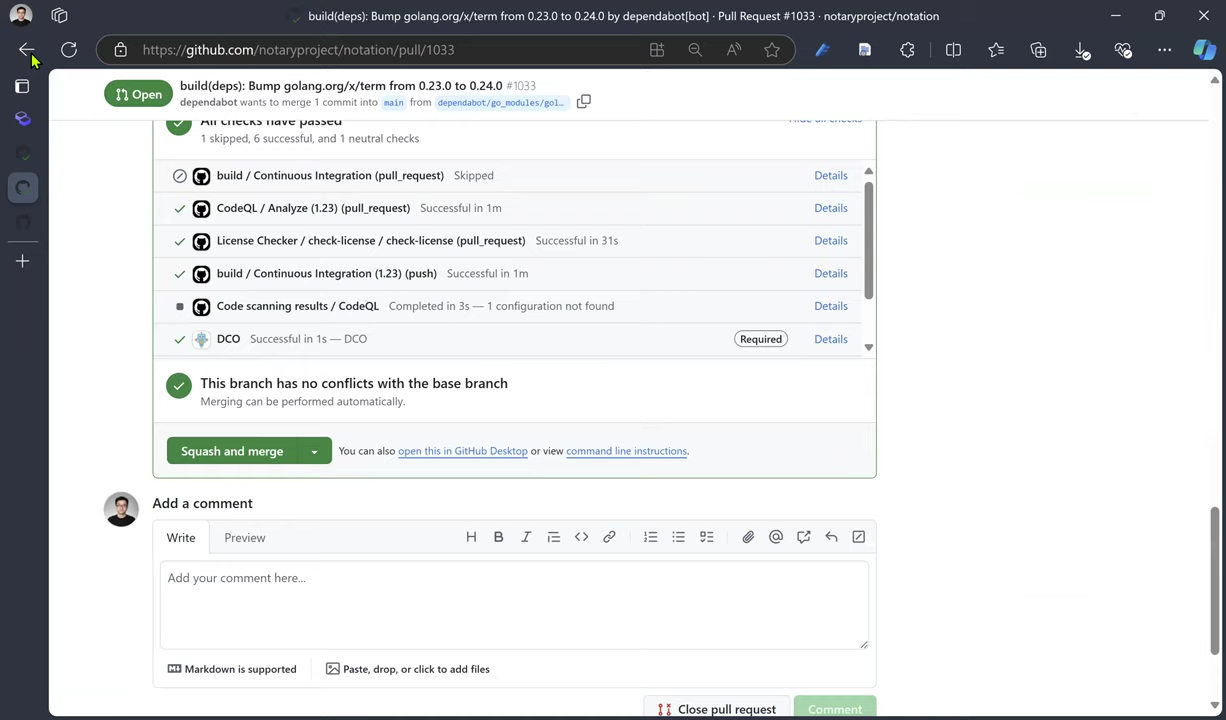 build(deps): Bump golang.org/x/term from 0.23.0 to 0.24.0 by dependabot[bot] · Pull Request #1033 · notaryproject/notation
https://github.com/notaryproject/notation/pull/1033
Open
build(deps): Bump golang.org/x/term from 0.23.0 to 0.24.0 #1033
dependabot wants to merge 1 commit into main from dependabot/go_modules/gol...
All checks have passed
Hide all checks
1 skipped, 6 successful, and 1 neutral checks
build / Continuous Integration (pull_request) Skipped Details
CodeQL / Analyze (1.23) (pull_request) Successful in 1m Details
License Checker / check-license / check-license (pull_request) Successful in 31s Details
build / Continuous Integration (1.23) (push) Successful in 1m Details
Code scanning results / CodeQL Completed in 3s — 1 configuration not found Details
DCO Successful in 1s — DCO Required Details
This branch has no conflicts with the base branch
Merging can be performed automatically.
Squash and merge You can also open this in GitHub Desktop or view command line instructions.
Add a comment
Write Preview
Add your comment here...
Markdown is supported Paste, drop, or click to add files
Close pull request Comment